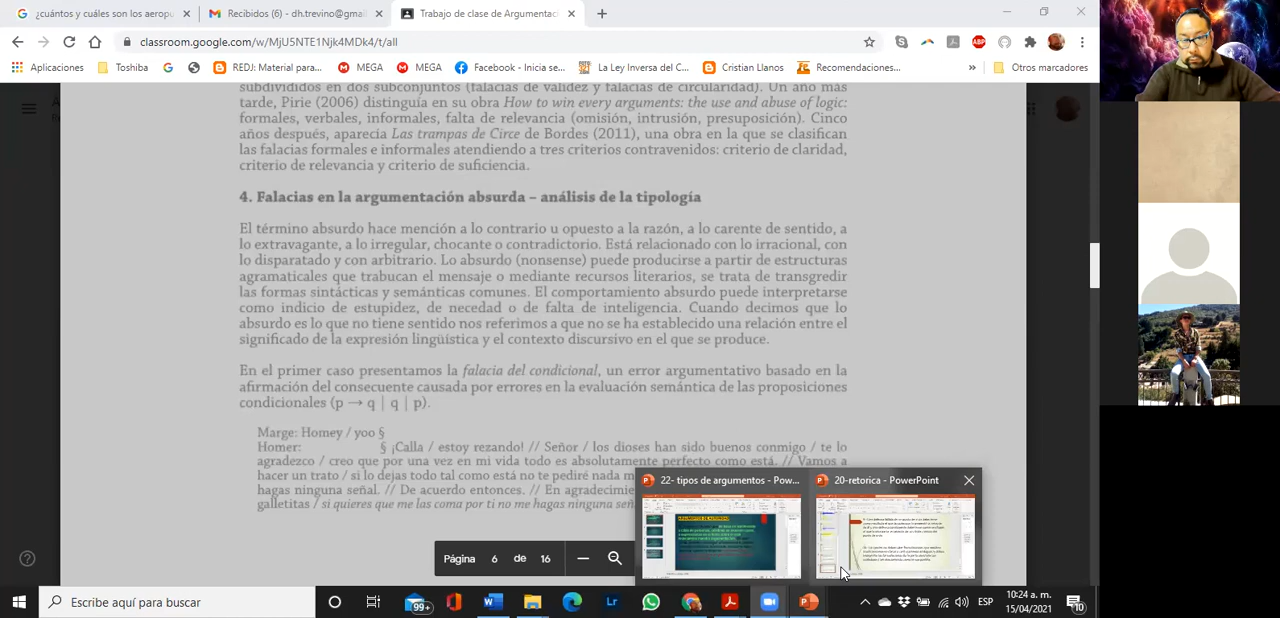 ¿cuántos y cuáles son los aeropu
Recibidos (6) - dh.trevino@gmai
Trabajo de clase de Argumentac
classroom.google.com/w/MjU5NTE1Njk4MDk4/t/all
ABP
Aplicaciones
Toshiba
REDJ: Material para...
MEGA
MEGA
Facebook - Inicia se...
La Ley Inversa del C...
Cristian Llanos
Recomendaciones...
»
Otros marcadores
subdivididos en dos subconjuntos (falacias de validez y falacias de circularidad). Un año más
tarde, Pirie (2006) distinguía en su obra How to win every arguments: the use and abuse of logic:
formales, verbales, informales, falta de relevancia (omisión, intrusión, presuposición). Cinco
años después, aparecía Las trampas de Circe de Bordes (2011), una obra en la que se clasifican
las falacias formales e informales atendiendo a tres criterios contravenidos: criterio de claridad,
criterio de relevancia y criterio de suficiencia.
4. Falacias en la argumentación absurda – análisis de la tipología
El término absurdo hace mención a lo contrario u opuesto a la razón, a lo carente de sentido, a
lo extravagante, a lo irregular, chocante o contradictorio. Está relacionado con lo irracional, con
lo disparatado y con arbitrario. Lo absurdo (nonsense) puede producirse a partir de estructuras
agramaticales que trabucan el mensaje o mediante recursos literarios, se trata de transgredir
las formas sintácticas y semánticas comunes. El comportamiento absurdo puede interpretarse
como indicio de estupidez, de necedad o de falta de inteligencia. Cuando decimos que lo
absurdo es lo que no tiene sentido nos referimos a que no se ha establecido una relación entre el
significado de la expresión lingüística y el contexto discursivo en el que se produce.
En el primer caso presentamos la falacia del condicional, un error argumentativo basado en la
afirmación del consecuente causada por errores en la evaluación semántica de las proposiciones
condicionales (p → q | q | p).
Marge: Homey / yoo §
Homer: § ¡Calla / estoy rezando! // Señor / los dioses han sido buenos conmigo / te lo
agradezco / creo que por una vez en mi vida todo es absolutamente perfecto como está. // Vamos a
hacer un trato / si lo dejas todo tal como está no te pediré nada m
hagas ninguna señal. // De acuerdo entonces. // En agradecimie
galletitas / si quieres que me las coma por ti no me hagas ninguna seña
22- tipos de argumentos - Pow...
20-retorica - PowerPoint
Página 6 de 16
Escribe aquí para buscar
99+
ESP
10:24 a. m.
15/04/2021
10